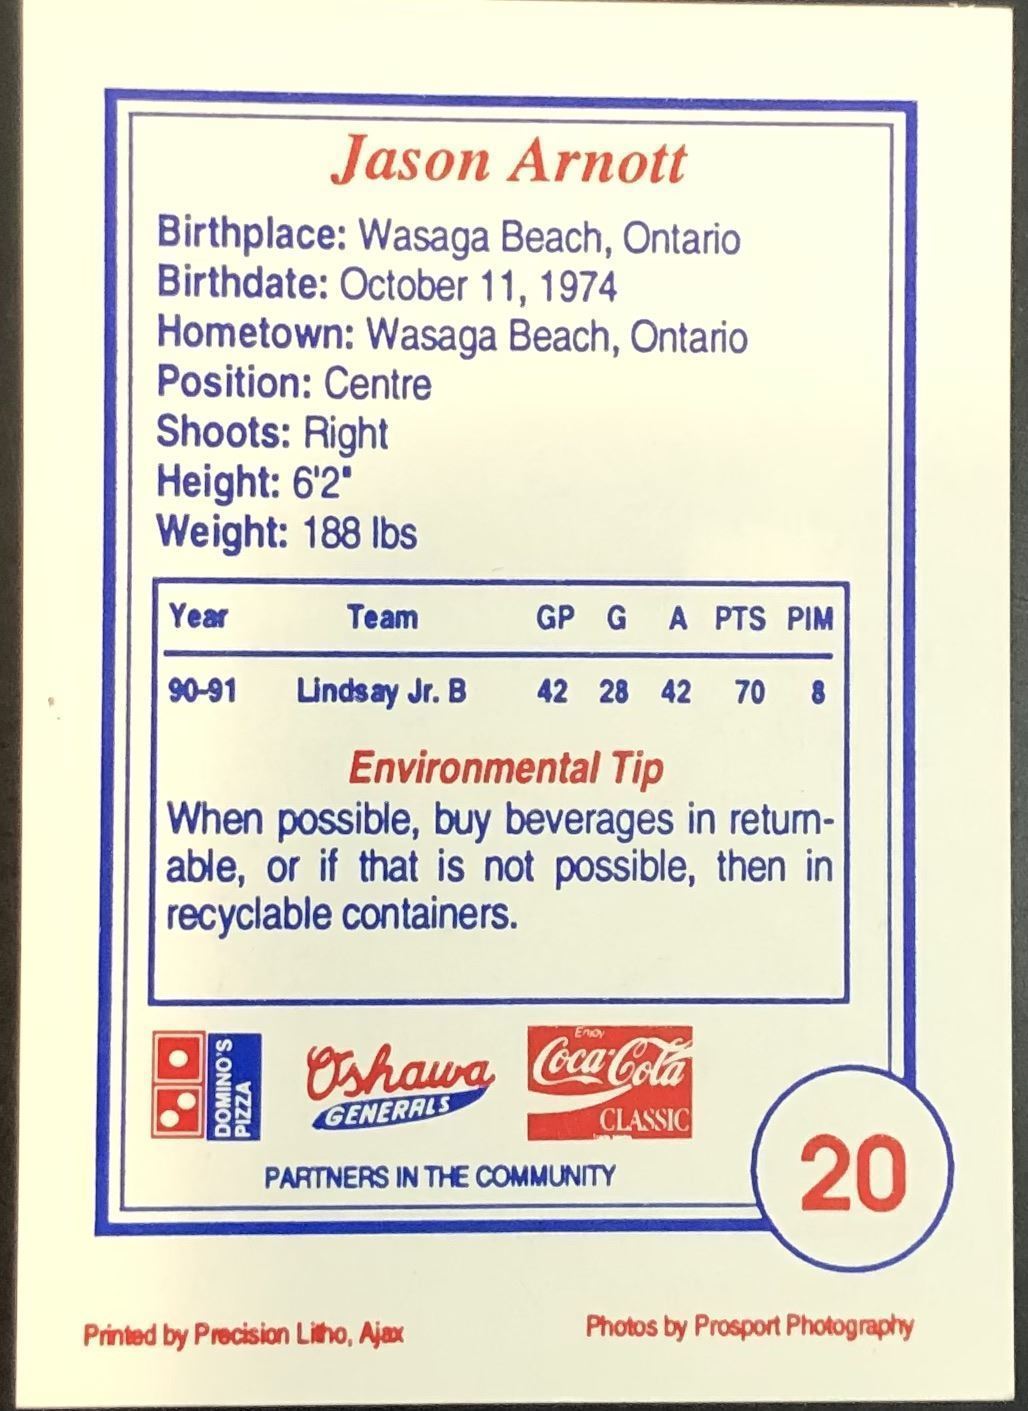 Jason Arnott
Birthplace: Wasaga Beach, Ontario
Birthdate: October 11, 1974
Hometown: Wasaga Beach, Ontario
Position: Centre
Shoots: Right
Height: 6'2"
Weight: 188 lbs
Year Team GP G A PTS PIM
90-91 Lindsay Jr. B 42 28 42 70 8
Environmental Tip
When possible, buy beverages in return-
able, or if that is not possible, then in
recyclable containers.
DOMINO'S
PIZZA
Oshawa
GENERALS
Enjoy
Coca-Cola
CLASSIC
PARTNERS IN THE COMMUNITY
20
Printed by Precision Litho, Ajax
Photos by Prosport Photography